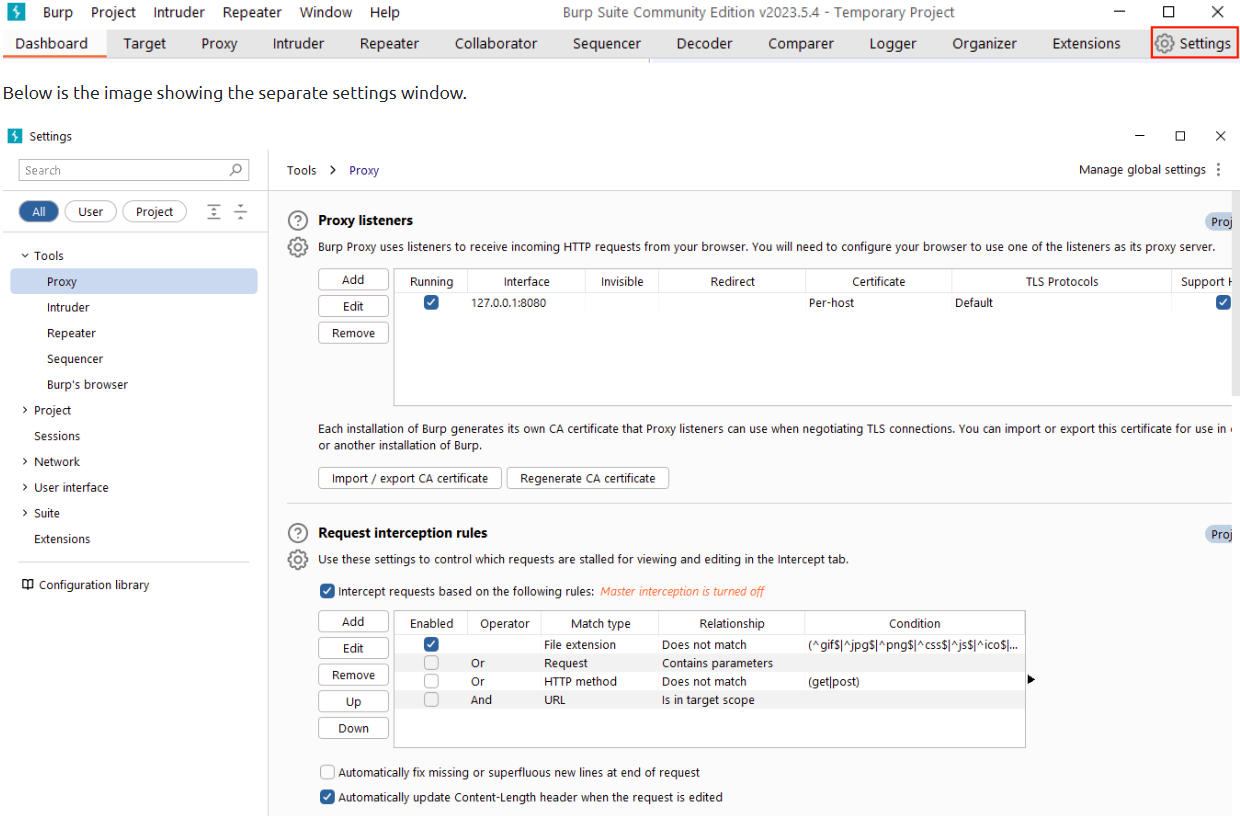 Burp Project Intruder Repeater Window Help Burp Suite Community Edition v2023.5.4 - Temporary Project
Dashboard Target Proxy Intruder Repeater Collaborator Sequencer Decoder Comparer Logger Organizer Extensions Settings
Below is the image showing the separate settings window.
Settings
Search
Tools > Proxy
Manage global settings
All User Project
Tools
Proxy
Intruder
Repeater
Sequencer
Burp's browser
Project
Sessions
Network
User interface
Suite
Extensions
Configuration library
Proxy listeners
Proj
Burp Proxy uses listeners to receive incoming HTTP requests from your browser. You will need to configure your browser to use one of the listeners as its proxy server.
Add
Edit
Remove
Running Interface Invisible Redirect Certificate TLS Protocols Support H
127.0.0.1:8080 Per-host Default
Each installation of Burp generates its own CA certificate that Proxy listeners can use when negotiating TLS connections. You can import or export this certificate for use in
or another installation of Burp.
Import / export CA certificate Regenerate CA certificate
Request interception rules
Proj
Use these settings to control which requests are stalled for viewing and editing in the Intercept tab.
Intercept requests based on the following rules: Master interception is turned off
Add
Edit
Remove
Up
Down
Enabled Operator Match type Relationship Condition
File extension Does not match (^gif$|^jpg$|^png$|^css$|^js$|^ico$|...
Or Request Contains parameters
Or HTTP method Does not match (get|post)
And URL Is in target scope
Automatically fix missing or superfluous new lines at end of request
Automatically update Content-Length header when the request is edited